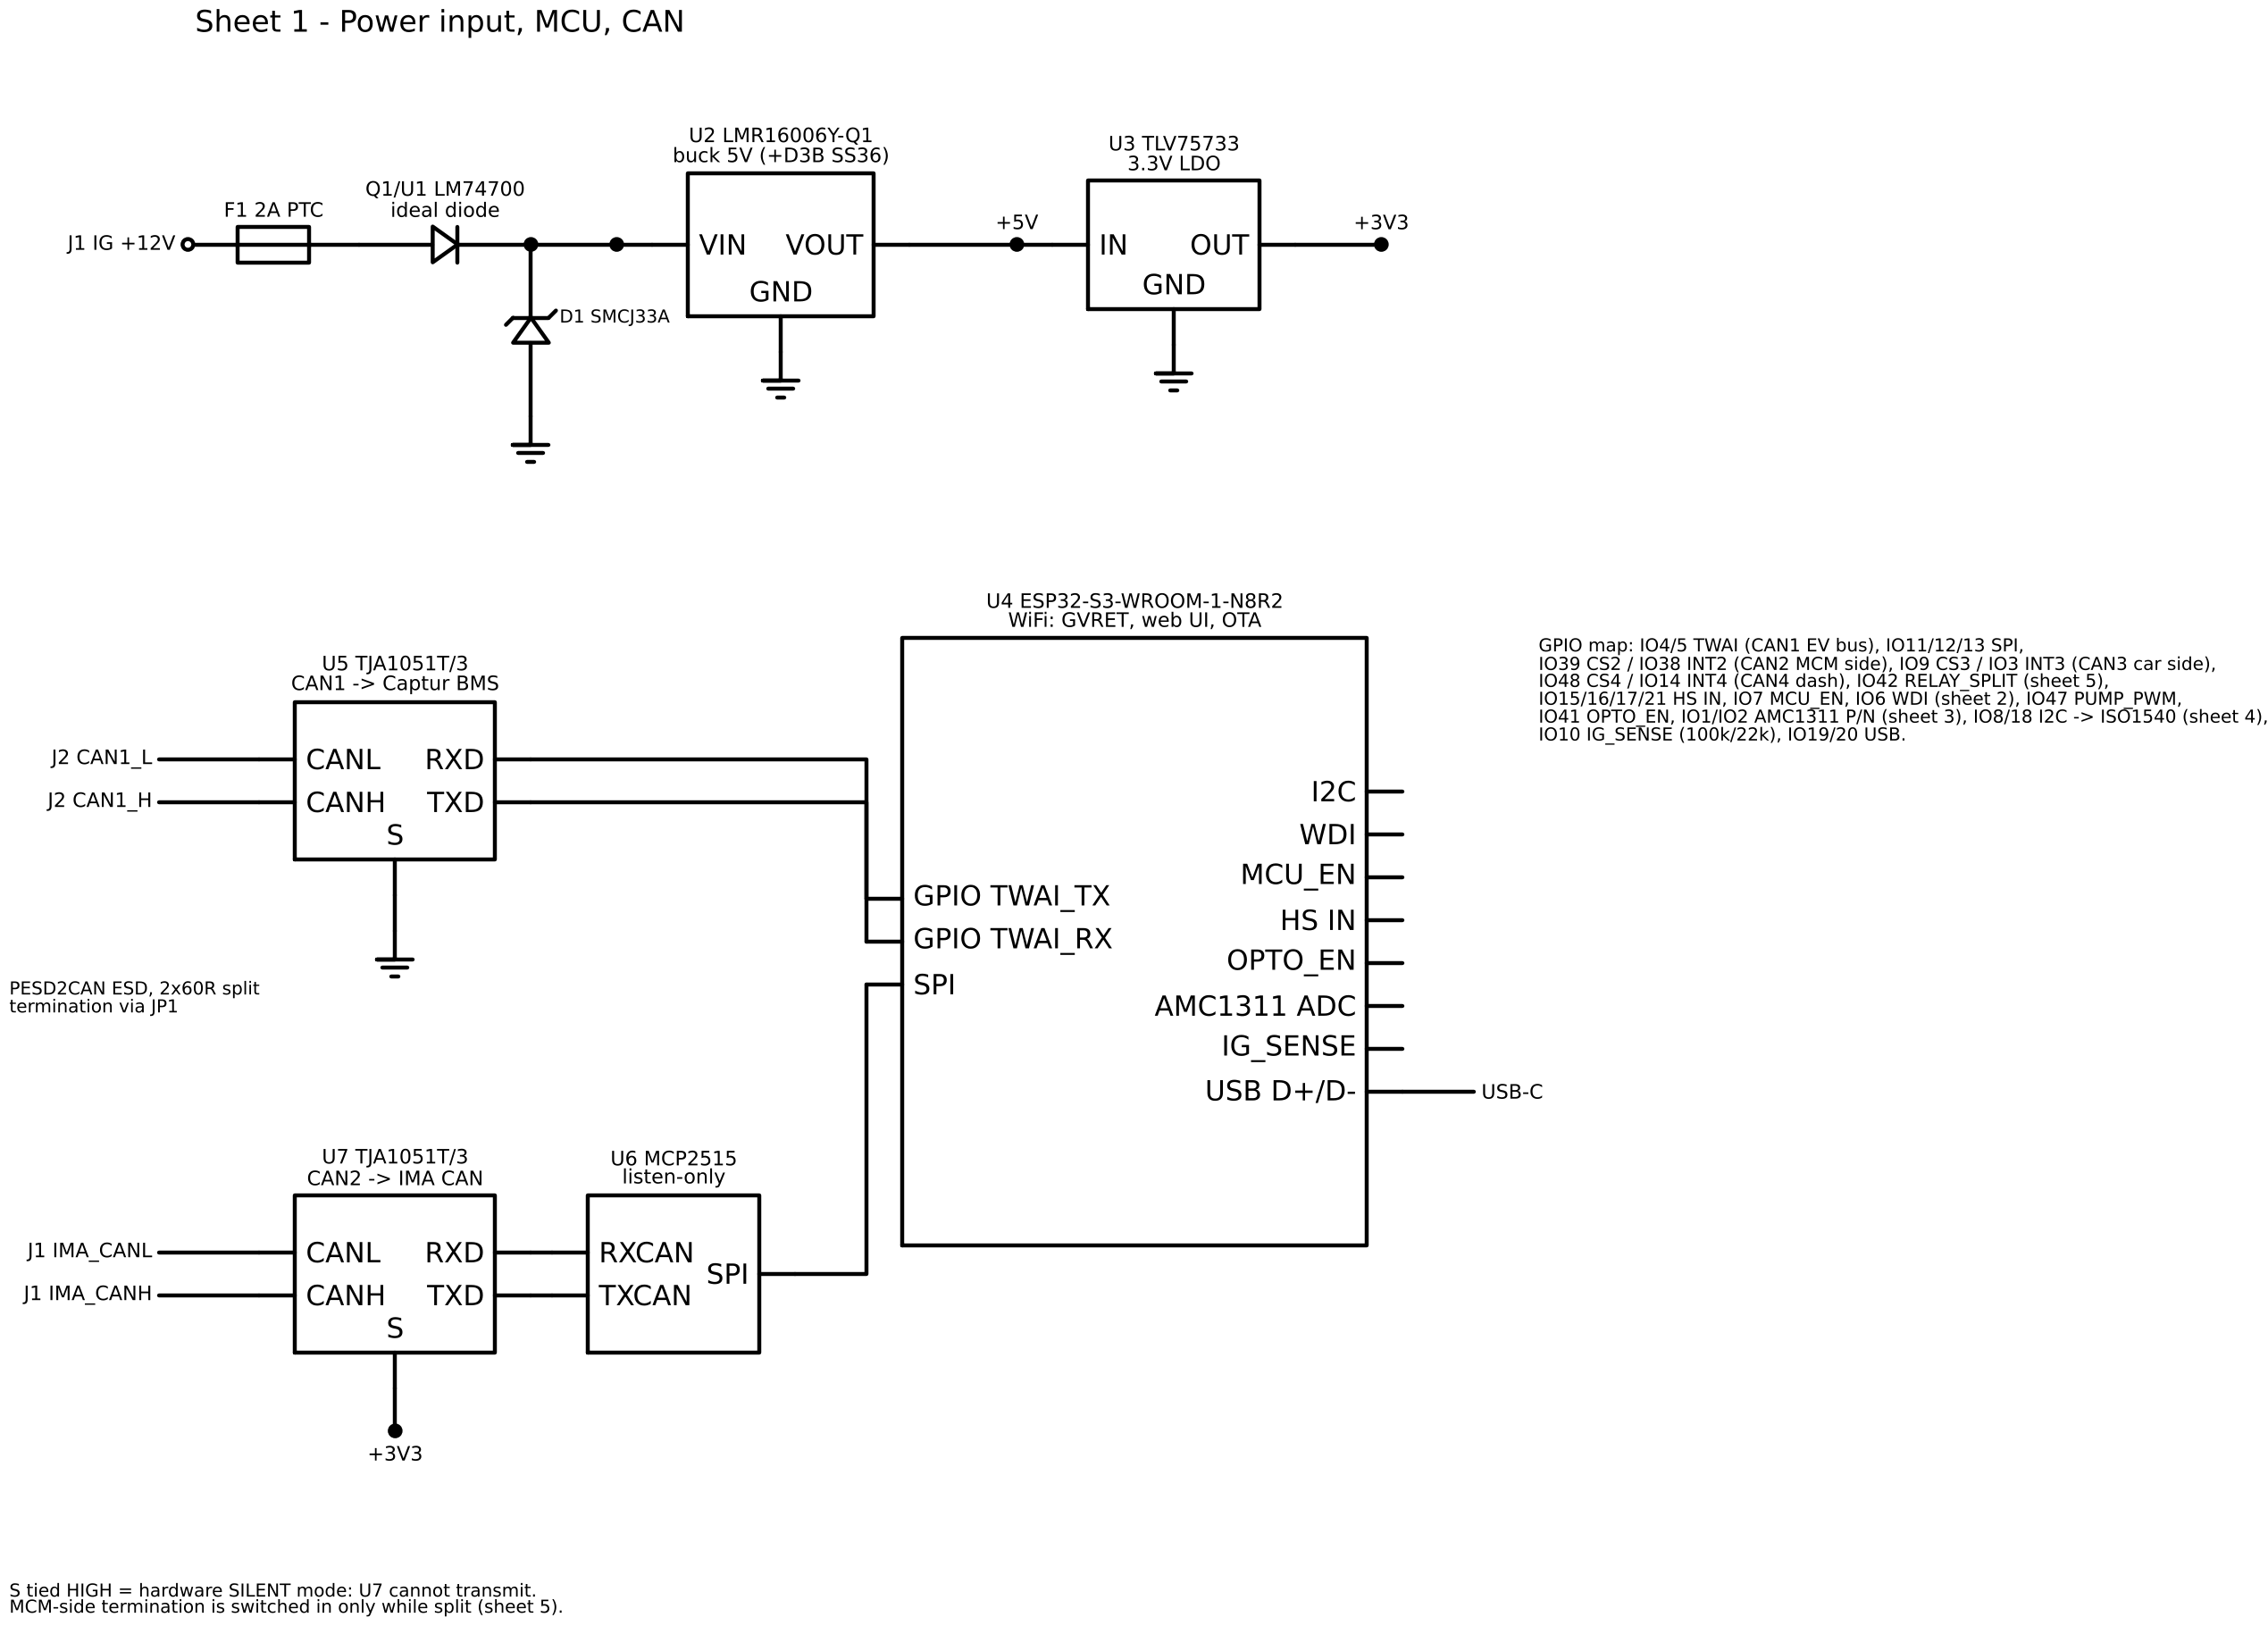 Sheet 1 - Power input, MCU, CAN
U2 LMR16006Y-Q1
buck 5V (+D3B SS36)
U3 TLV75733
3.3V LDO
Q1/U1 LM74700
ideal diode
F1 2A PTC
J1 IG +12V
VIN
VOUT
GND
+5V
IN
OUT
GND
+3V3
D1 SMCJ33A
U4 ESP32-S3-WROOM-1-N8R2
WiFi: GVRET, web UI, OTA
GPIO map: IO4/5 TWAI (CAN1 EV bus), IO11/12/13 SPI,
IO39 CS2 / IO38 INT2 (CAN2 MCM side), IO9 CS3 / IO3 INT3 (CAN3 car side),
IO48 CS4 / IO14 INT4 (CAN4 dash), IO42 RELAY_SPLIT (sheet 5),
IO15/16/17/21 HS IN, IO7 MCU_EN, IO6 WDI (sheet 2), IO47 PUMP_PWM,
IO41 OPTO_EN, IO1/IO2 AMC1311 P/N (sheet 3), IO8/18 I2C -> ISO1540 (sheet 4),
IO10 IG_SENSE (100k/22k), IO19/20 USB.
U5 TJA1051T/3
CAN1 -> Captur BMS
J2 CAN1_L
J2 CAN1_H
CANL
RXD
CANH
TXD
S
GPIO TWAI_TX
GPIO TWAI_RX
SPI
I2C
WDI
MCU_EN
HS IN
OPTO_EN
AMC1311 ADC
IG_SENSE
USB D+/D-
USB-C
PESD2CAN ESD, 2x60R split
termination via JP1
U7 TJA1051T/3
CAN2 -> IMA CAN
U6 MCP2515
listen-only
J1 IMA_CANL
J1 IMA_CANH
CANL
RXD
CANH
TXD
S
RXCAN
TXCAN
SPI
+3V3
S tied HIGH = hardware SILENT mode: U7 cannot transmit.
MCM-side termination is switched in only while split (sheet 5).